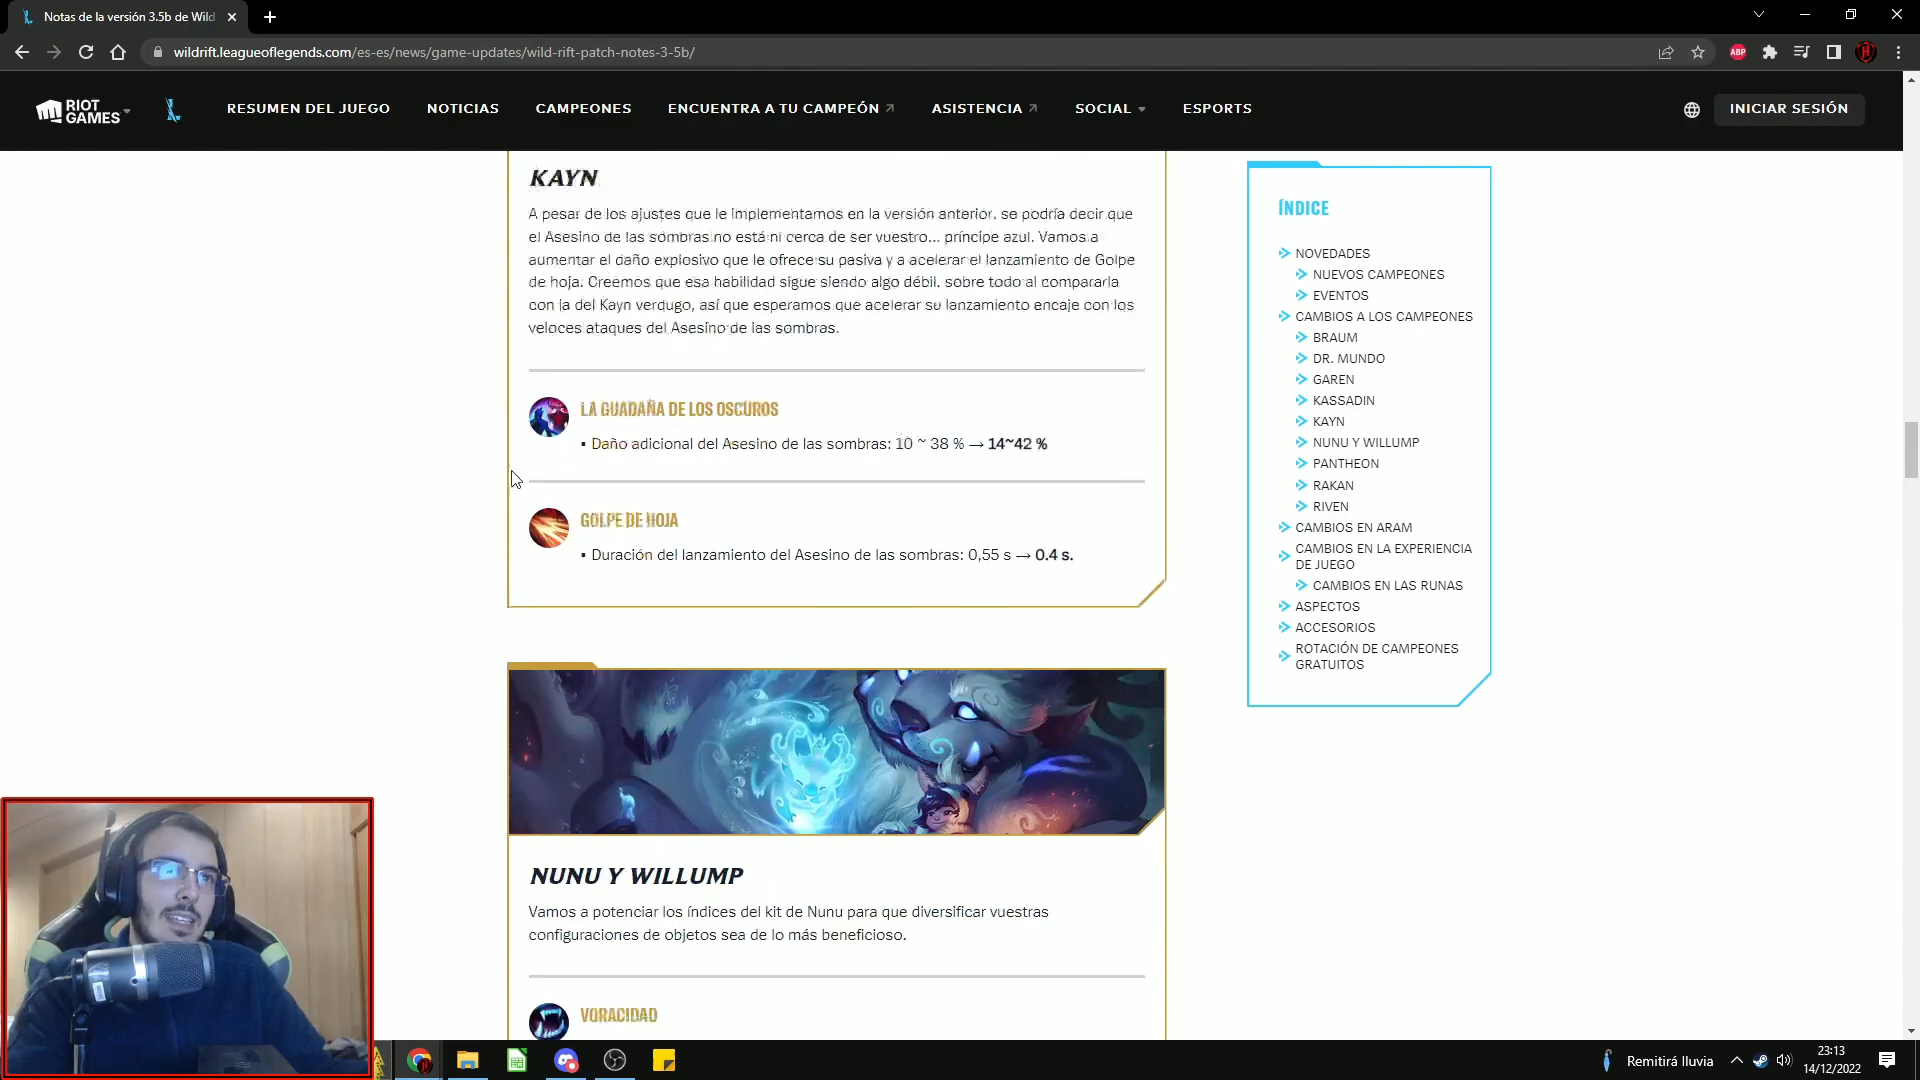 Notas de la versión 3.5b de Wild
wildrift.leagueoflegends.com/es-es/news/game-updates/wild-rift-patch-notes-3-5b/
ABP
RIOT GAMES
RESUMEN DEL JUEGO
NOTICIAS
CAMPEONES
ENCUENTRA A TU CAMPEÓN
ASISTENCIA
SOCIAL
ESPORTS
INICIAR SESIÓN
KAYN
A pesar de los ajustes que le implementamos en la versión anterior, se podría decir que
el Asesino de las sombras no está ni cerca de ser vuestro... príncipe azul. Vamos a
aumentar el daño explosivo que le ofrece su pasiva y a acelerar el lanzamiento de Golpe
de hoja. Creemos que esa habilidad sigue siendo algo débil, sobre todo al compararla
con la del Kayn verdugo, así que esperamos que acelerar su lanzamiento encaje con los
veloces ataques del Asesino de las sombras.
LA GUADAÑA DE LOS OSCUROS
▪ Daño adicional del Asesino de las sombras: 10 ~ 38 % → 14~42 %
GOLPE DE HOJA
▪ Duración del lanzamiento del Asesino de las sombras: 0,55 s → 0.4 s.
NUNU Y WILLUMP
Vamos a potenciar los índices del kit de Nunu para que diversificar vuestras
configuraciones de objetos sea de lo más beneficioso.
VORACIDAD
ÍNDICE
NOVEDADES
NUEVOS CAMPEONES
EVENTOS
CAMBIOS A LOS CAMPEONES
BRAUM
DR. MUNDO
GAREN
KASSADIN
KAYN
NUNU Y WILLUMP
PANTHEON
RAKAN
RIVEN
CAMBIOS EN ARAM
CAMBIOS EN LA EXPERIENCIA
DE JUEGO
CAMBIOS EN LAS RUNAS
ASPECTOS
ACCESORIOS
ROTACIÓN DE CAMPEONES
GRATUITOS
Remitirá lluvia
23:13
14/12/2022